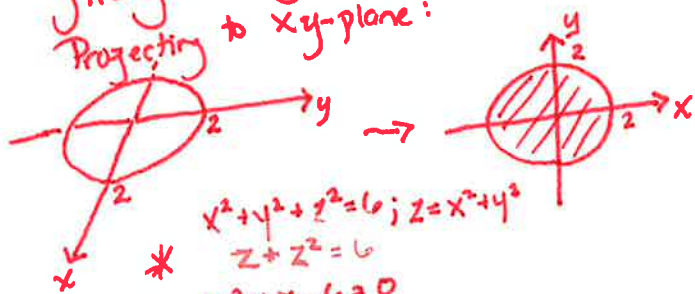 Projecting to xy-plane:
y
2
2
x
→
y
2
2
x
x² + y² + z² = 6 ; z = x² + y²
* z + z² = 6